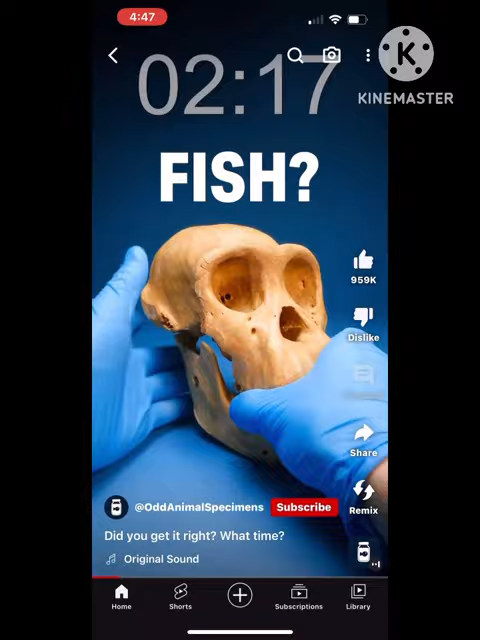 4:47
02:17
K
KINEMASTER
FISH?
959K
Dislike
Share
@OddAnimalSpecimens
Subscribe
Remix
Did you get it right? What time?
Original Sound
Home
Shorts
Subscriptions
Library